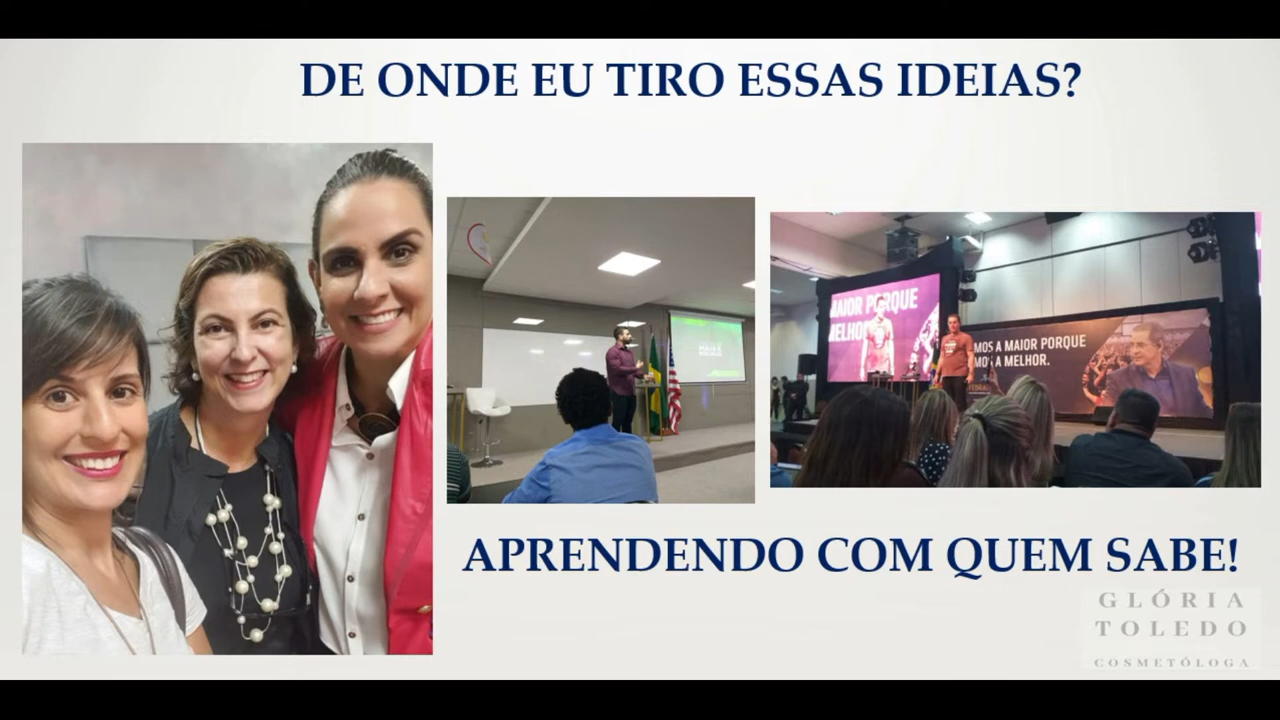 DE ONDE EU TIRO ESSAS IDEIAS?
MAIOR PORQUE
MELHO
MOS A MAIOR PORQUE
MOS A MELHOR.
APRENDENDO COM QUEM SABE!
GLÓRIA
TOLEDO
COSMETÓLOGA